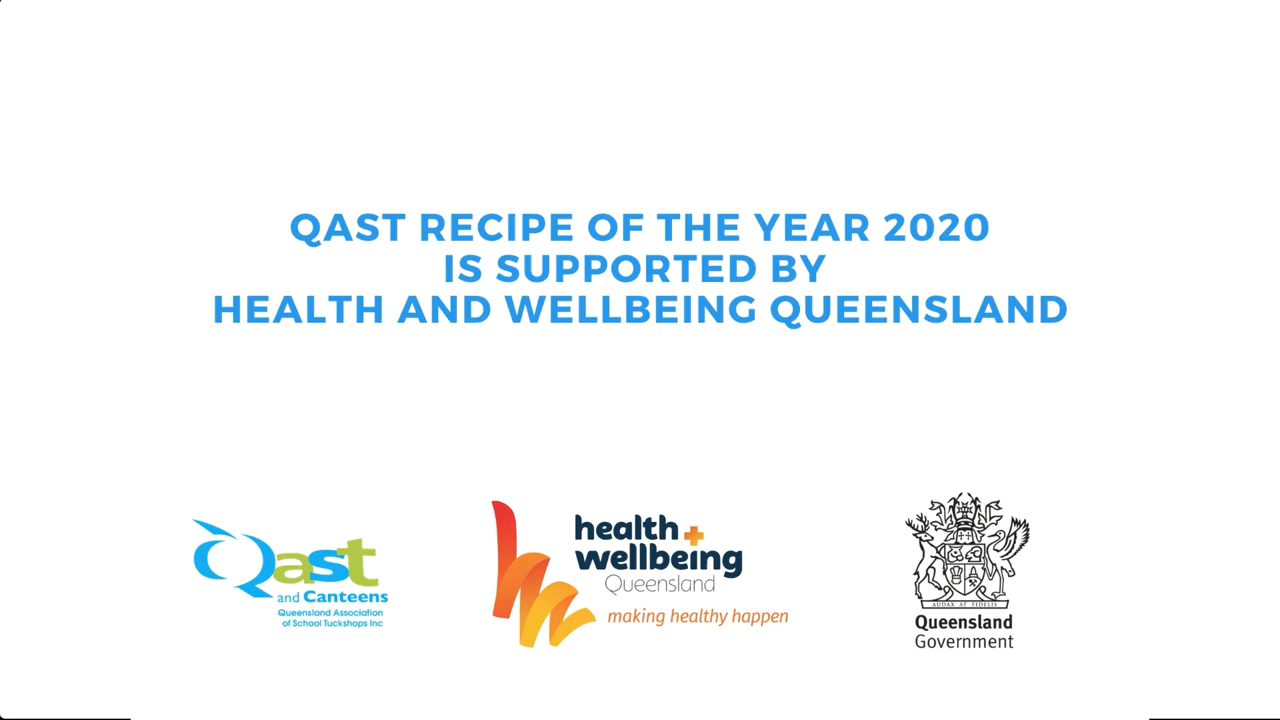 QAST RECIPE OF THE YEAR 2020
IS SUPPORTED BY
HEALTH AND WELLBEING QUEENSLAND
Qast
and Canteens
Queensland Association
of School Tuckshops Inc
health +
wellbeing
Queensland
making healthy happen
AUDAX AT FIDELIS
Queensland
Government